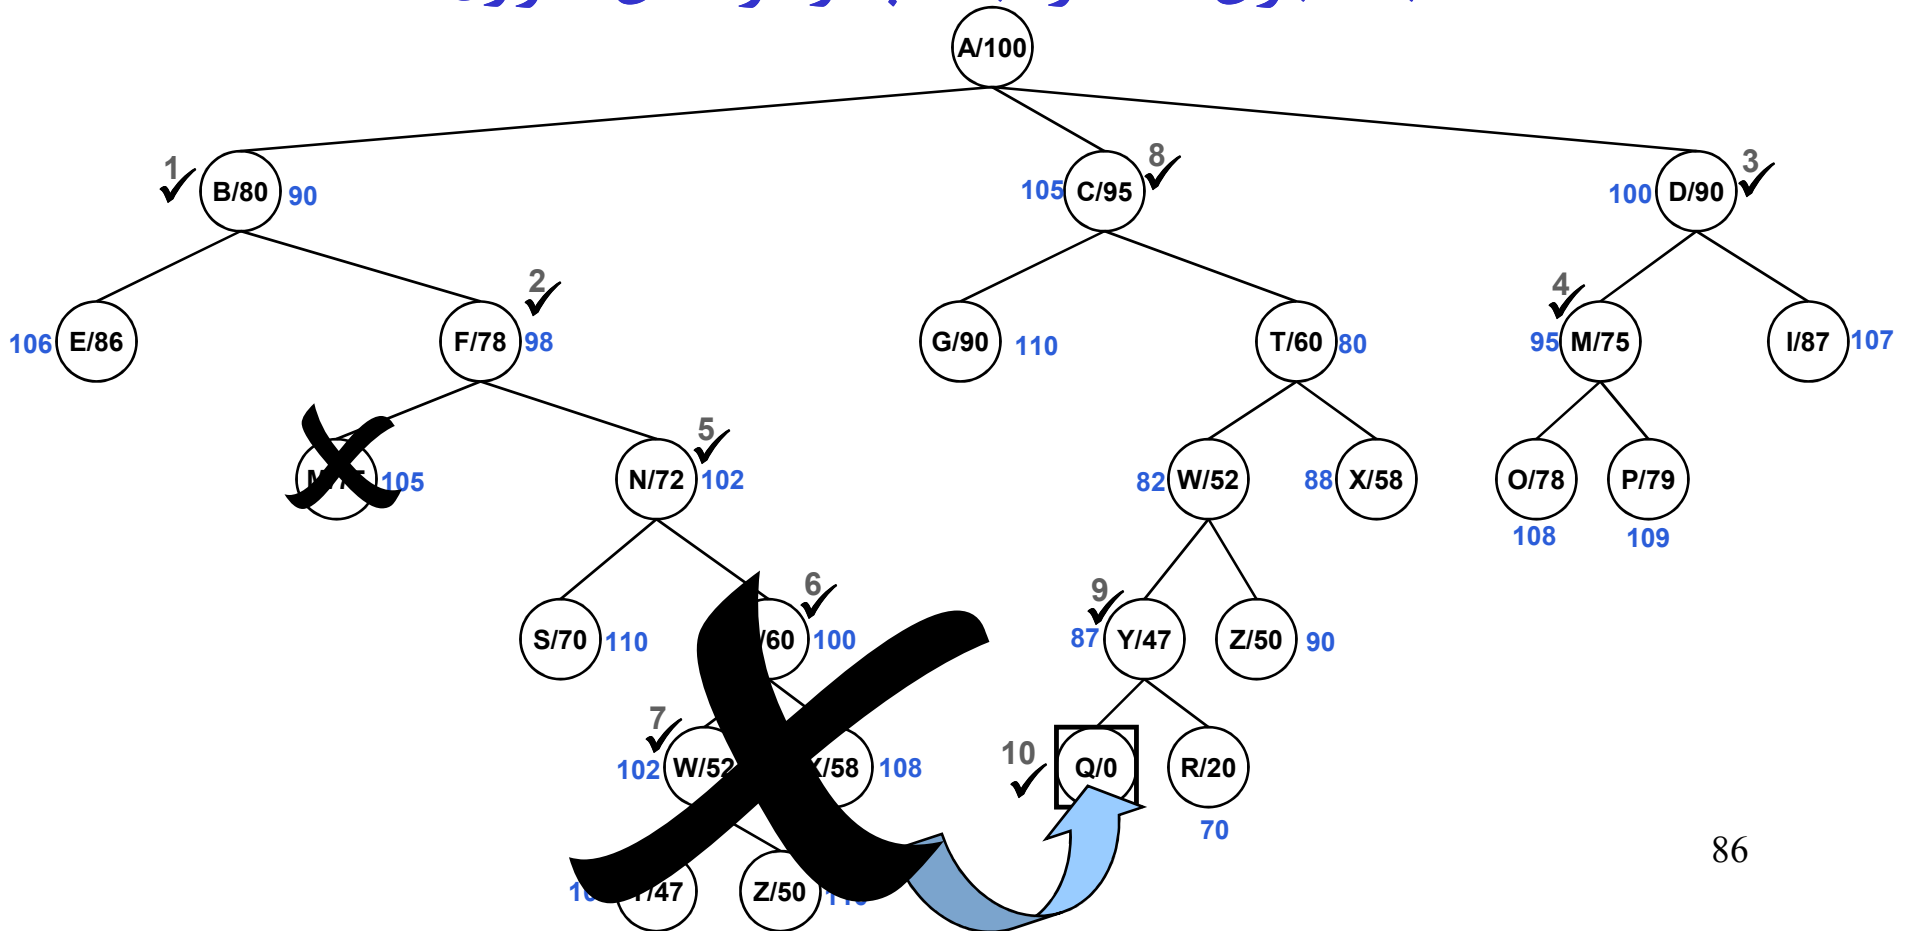 A/100
1 B/80 90
105 C/95 8
100 D/90 3
106 E/86
2 F/78 98
G/90 110
T/60 80
4 95 M/75
I/87 107
105
5 N/72 102
82 W/52
88 X/58
O/78 108
P/79 109
S/70 110
/60 6 100
9 87 Y/47
Z/50 90
7 102 W/52
X/58 108
10 Q/0
R/20 70
/47
Z/50
86